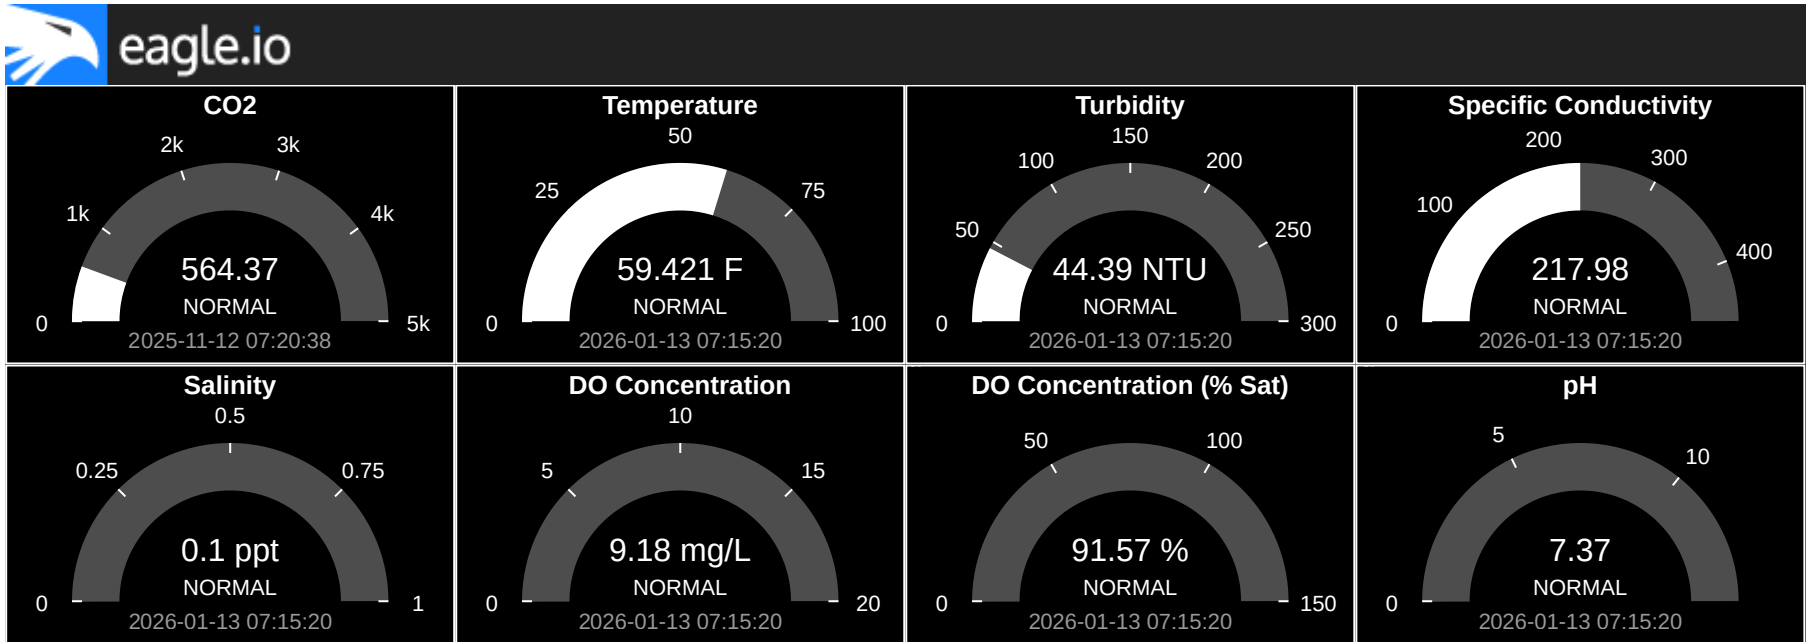 eagle.io
CO2
2k
3k
1k
4k
0
5k
564.37
NORMAL
2025-11-12 07:20:38
Temperature
50
25
75
0
100
59.421 F
NORMAL
2026-01-13 07:15:20
Turbidity
150
100
200
50
250
0
300
44.39 NTU
NORMAL
2026-01-13 07:15:20
Specific Conductivity
200
300
100
400
0
217.98
NORMAL
2026-01-13 07:15:20
Salinity
0.5
0.25
0.75
0
1
0.1 ppt
NORMAL
2026-01-13 07:15:20
DO Concentration
10
5
15
0
20
9.18 mg/L
NORMAL
2026-01-13 07:15:20
DO Concentration (% Sat)
50
100
0
150
91.57 %
NORMAL
2026-01-13 07:15:20
pH
5
10
0
7.37
NORMAL
2026-01-13 07:15:20